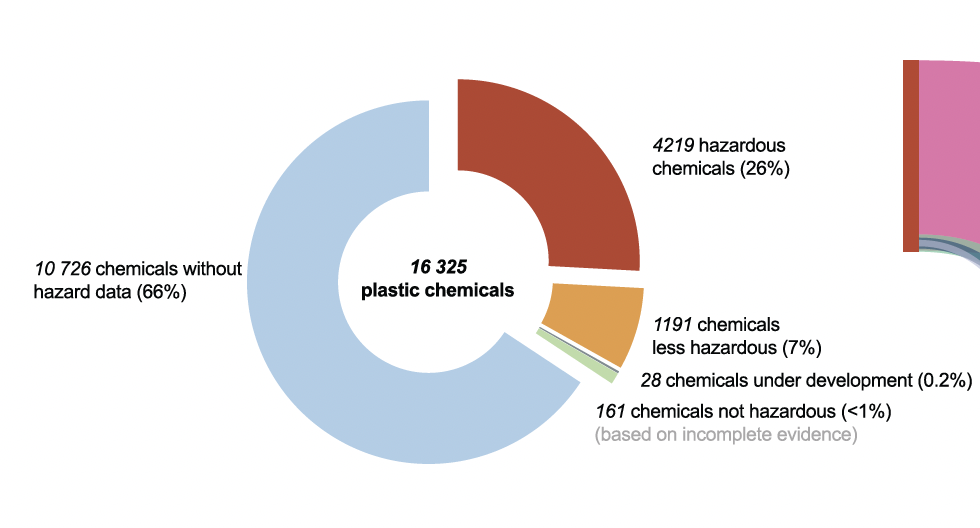 4219 hazardous
chemicals (26%)
10 726 chemicals without
hazard data (66%)
16 325
plastic chemicals
1191 chemicals
less hazardous (7%)
28 chemicals under development (0.2%)
161 chemicals not hazardous (<1%)
(based on incomplete evidence)